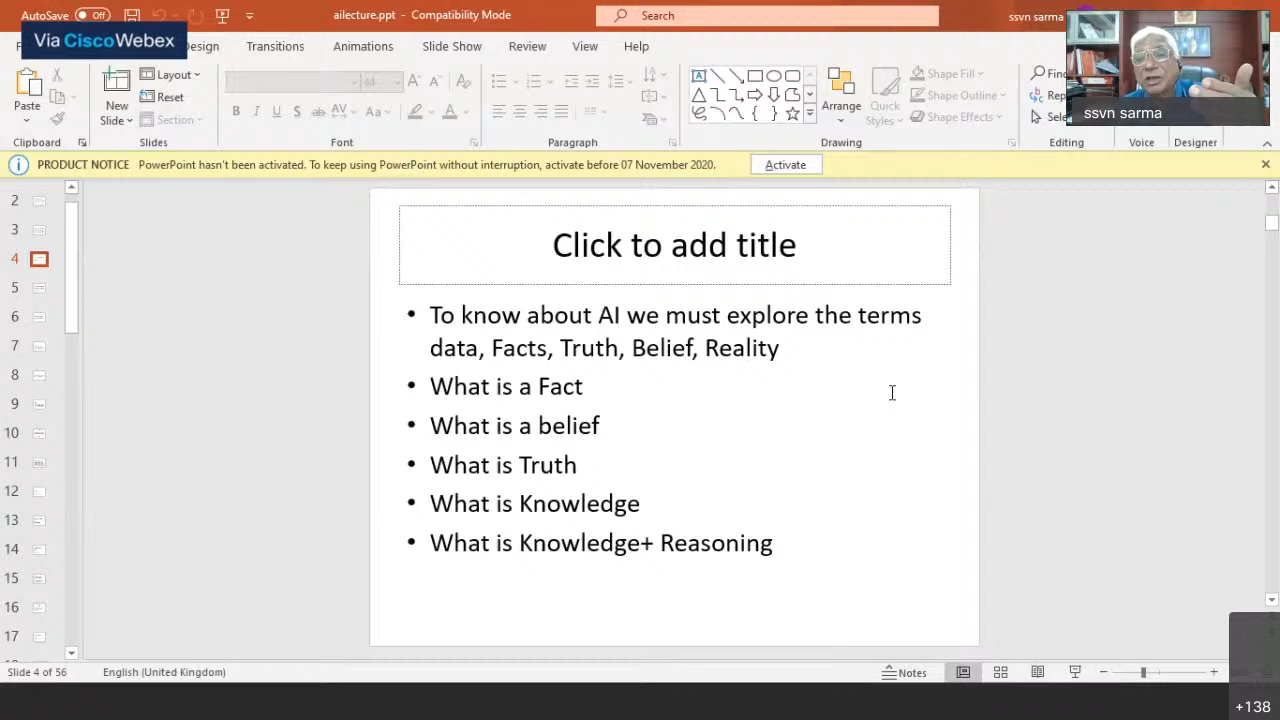 AutoSave Off
ailecture.ppt - Compatibility Mode
Search
ssvn sarma
Via CiscoWebex
Design
Transitions
Animations
Slide Show
Review
View
Help
Paste
New
Slide
Layout
Reset
Section
44
Arrange
Quick
Styles
Shape Fill
Shape Outline
Shape Effects
ssvn sarma
Clipboard
Slides
Font
Paragraph
Drawing
Editing
Voice
Designer
PRODUCT NOTICE PowerPoint hasn't been activated. To keep using PowerPoint without interruption, activate before 07 November 2020.
Activate
2
3
4
5
6
7
8
9
10
11
12
13
14
15
16
17
Click to add title
• To know about AI we must explore the terms
data, Facts, Truth, Belief, Reality
• What is a Fact
• What is a belief
• What is Truth
• What is Knowledge
• What is Knowledge+ Reasoning
Slide 4 of 56
English (United Kingdom)
Notes
+138